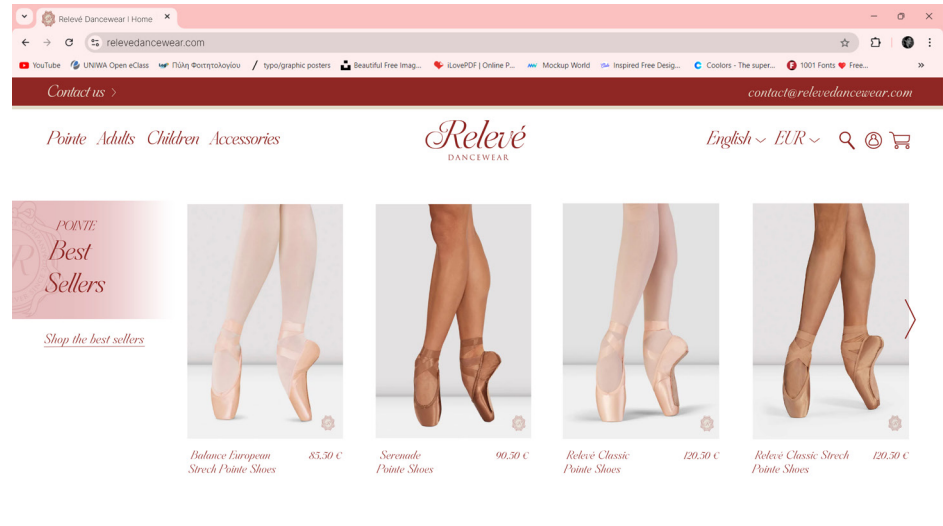 Relevé Dancewear I Home
relevedancewear.com
YouTube UNIWA Open eClass Πύλη Φοιτητολογίου typo/graphic posters Beautiful Free Imag... iLovePDF | Online P... Mockup World Inspired Free Desig... Coolors - The super... 1001 Fonts ❤ Free... »
Contact us > contact@relevedancewear.com
Pointe Adults Children Accessories
Relevé
DANCEWEAR
English EUR
POINTE
Best
Sellers
Shop the best sellers
Balance European 85,50 €
Strech Pointe Shoes
Serenade 90,50 €
Pointe Shoes
Relevè Classic 120,50 €
Pointe Shoes
Relevè Classic Strech 120,50 €
Pointe Shoes